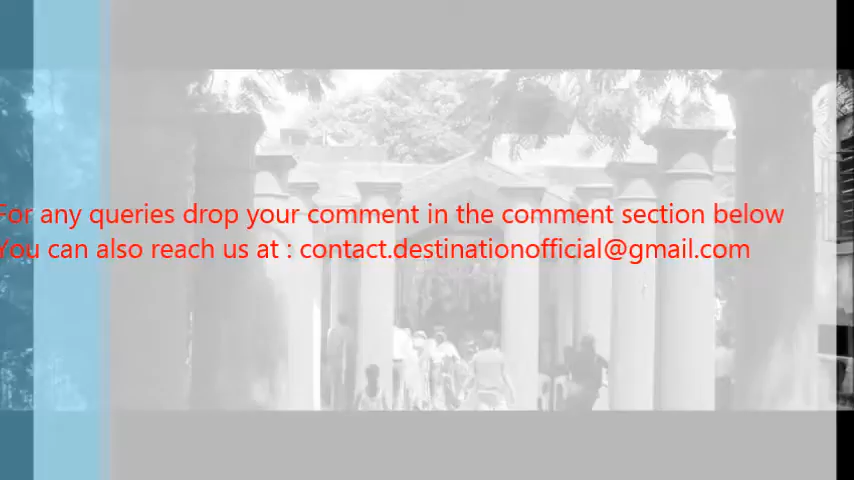 For any queries drop your comment in the comment section below
You can also reach us at : contact.destinationofficial@gmail.com